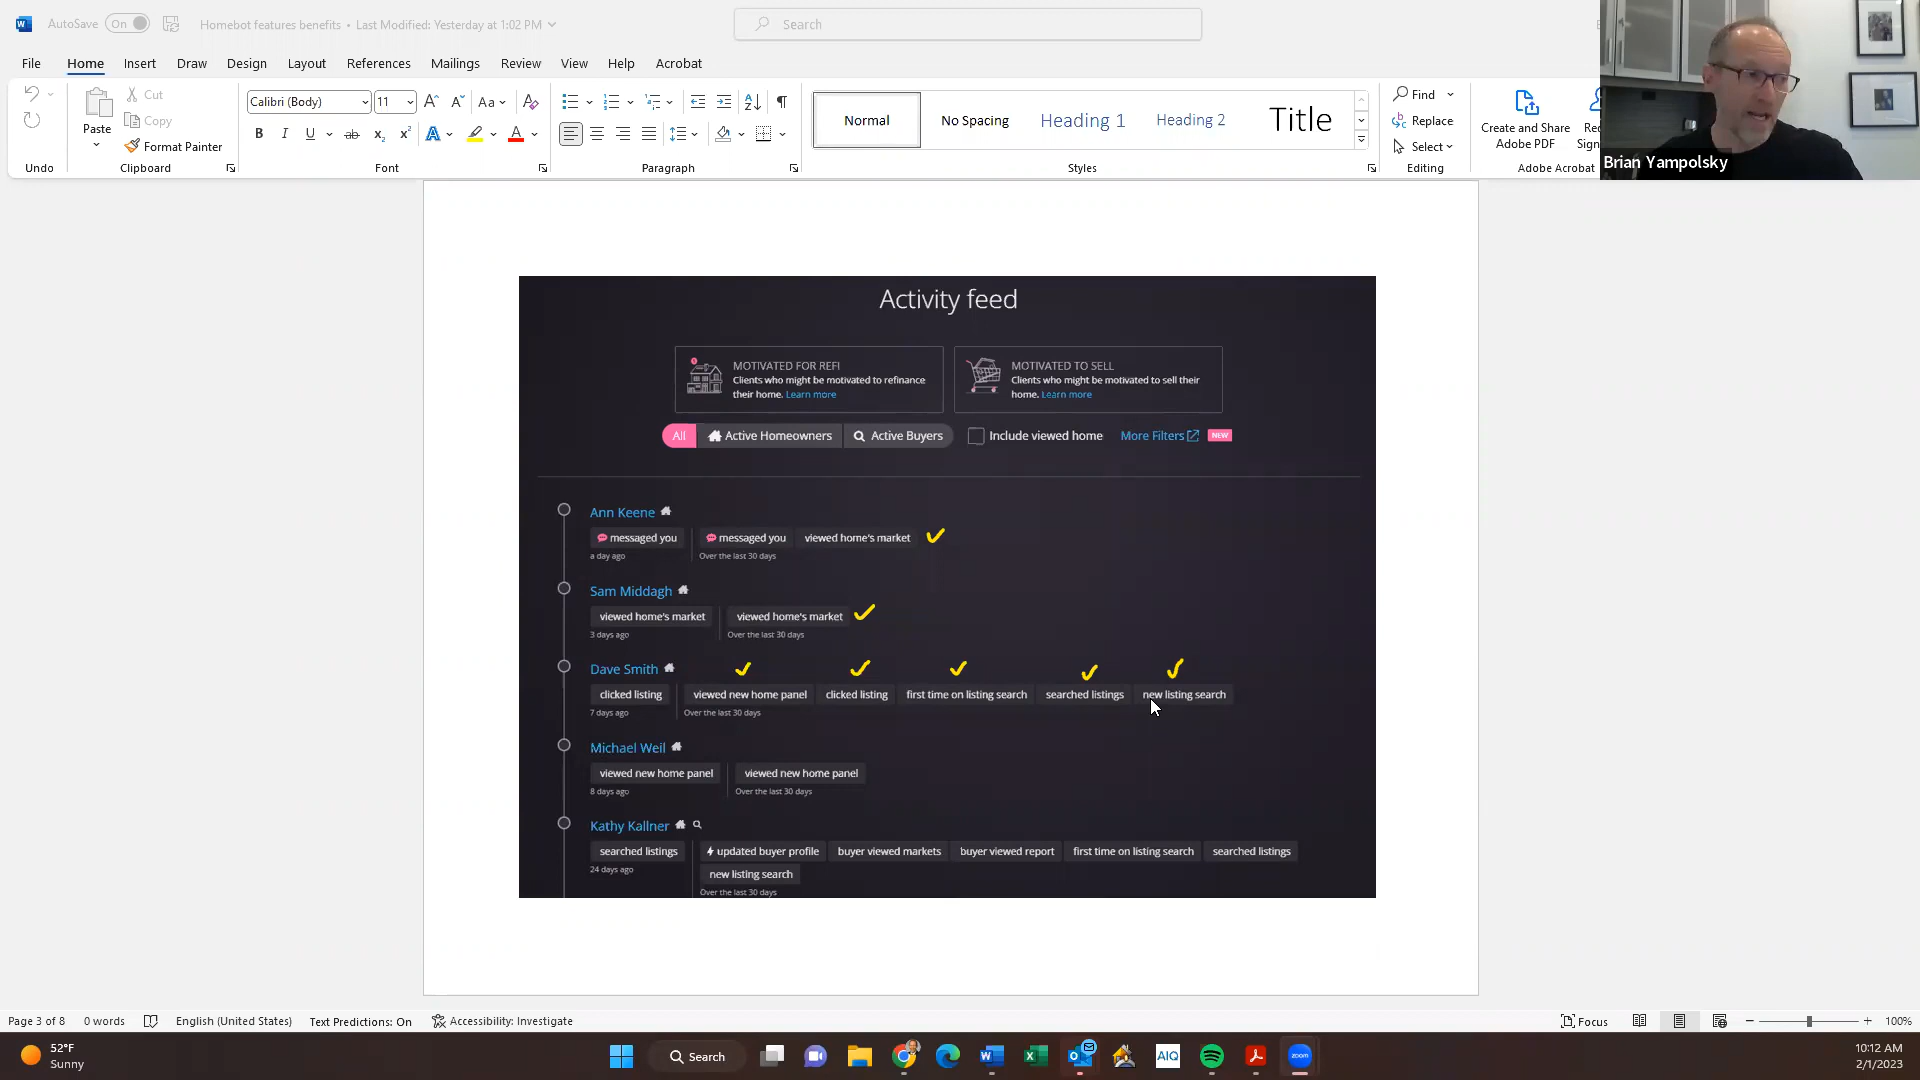 AutoSave On Homebot features benefits • Last Modified: Yesterday at 1:02 PM Search
File Home Insert Draw Design Layout References Mailings Review View Help Acrobat
Calibri (Body) 11 Aa
Paste Cut Copy Format Painter
Normal No Spacing Heading 1 Heading 2 Title
Find Replace Select
Create and Share
Adobe PDF
Undo Clipboard Font Paragraph Styles Editing Adobe Acrobat
Brian Yampolsky
Activity feed
MOTIVATED FOR REFI
Clients who might be motivated to refinance
their home. Learn more
MOTIVATED TO SELL
Clients who might be motivated to sell their
home. Learn more
All Active Homeowners Active Buyers Include viewed home More Filters NEW
Ann Keene
messaged you messaged you viewed home's market
a day ago Over the last 30 days
Sam Middagh
viewed home's market viewed home's market
3 days ago Over the last 30 days
Dave Smith
clicked listing viewed new home panel clicked listing first time on listing search searched listings new listing search
7 days ago Over the last 30 days
Michael Weil
viewed new home panel viewed new home panel
8 days ago Over the last 30 days
Kathy Kallner
searched listings updated buyer profile buyer viewed markets buyer viewed report first time on listing search searched listings
24 days ago new listing search
Over the last 30 days
Page 3 of 8 0 words English (United States) Text Predictions: On Accessibility: Investigate Focus 100%
52°F
Sunny
Search
AIQ
10:12 AM
2/1/2023